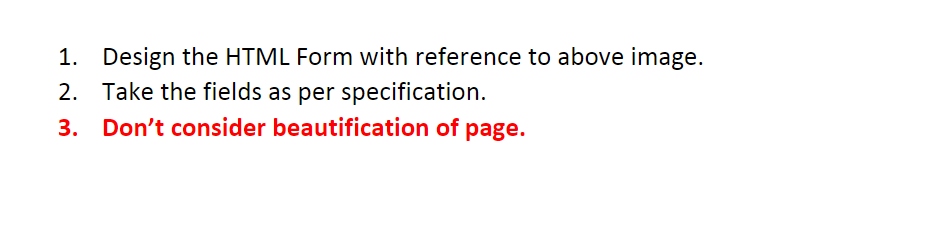 1. Design the HTML Form with reference to above image.
2. Take the fields as per specification.
3. Don’t consider beautification of page.